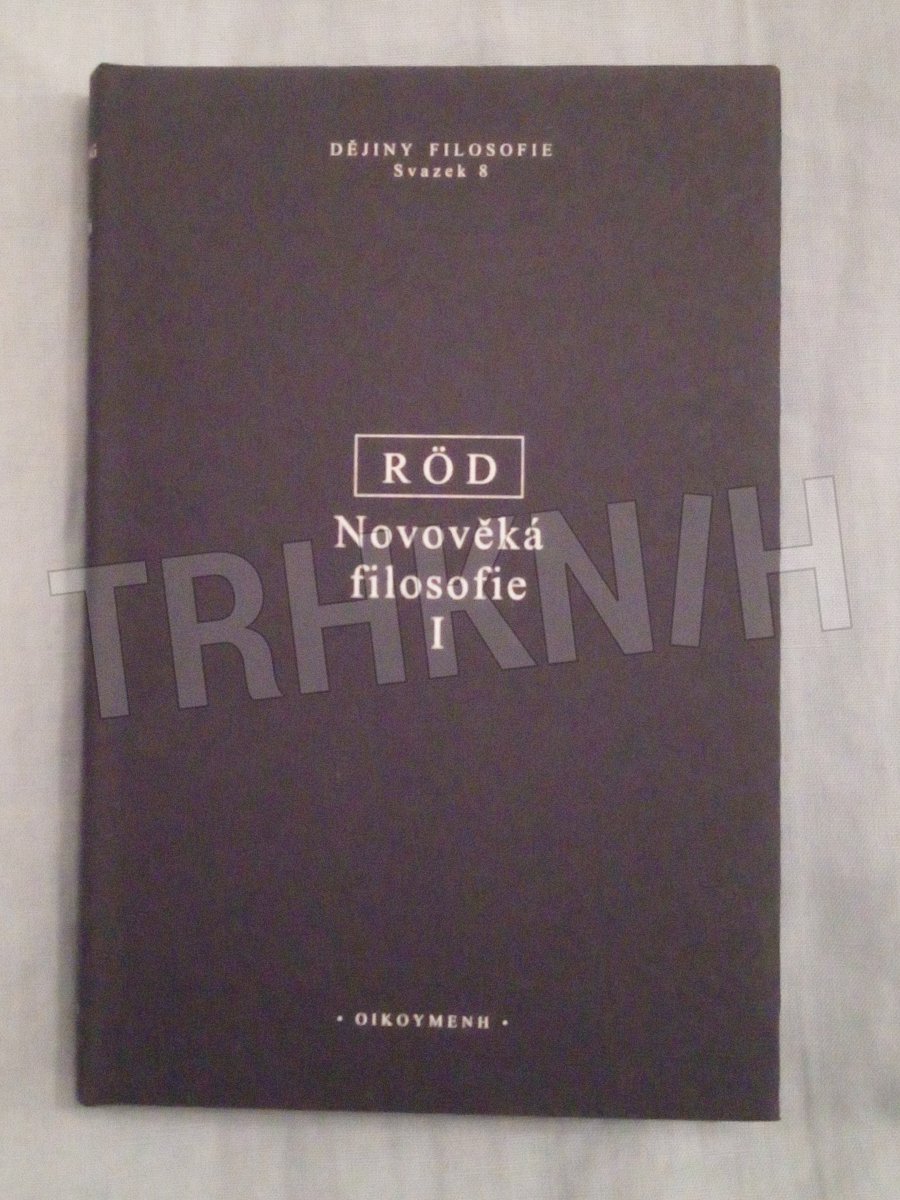 DĚJINY FILOSOFIE
Svazek 8
RÖD
Novověká
filosofie
I
TRHKNIH
• OIKOYMENH •